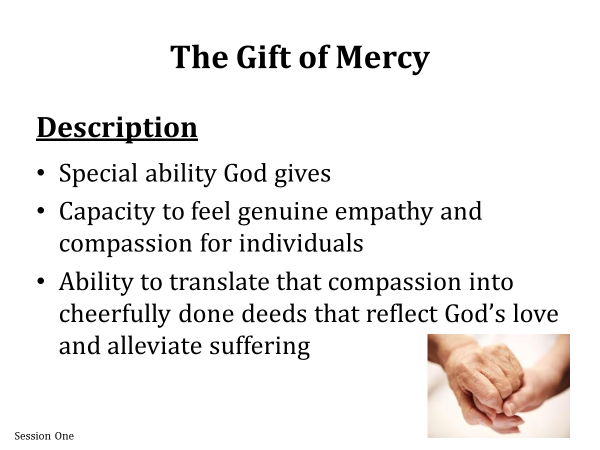 The Gift of Mercy
Description
• Special ability God gives
• Capacity to feel genuine empathy and
compassion for individuals
• Ability to translate that compassion into
cheerfully done deeds that reflect God’s love
and alleviate suffering
Session One